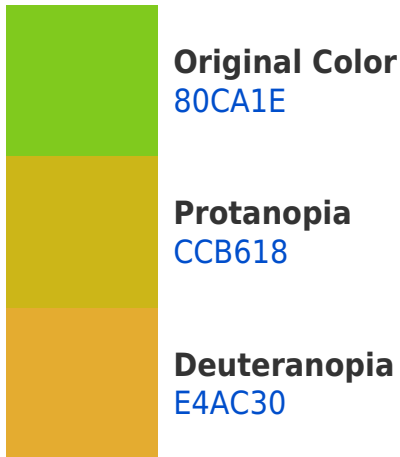 Original Color
80CA1E
Protanopia
CCB618
Deuteranopia
E4AC30